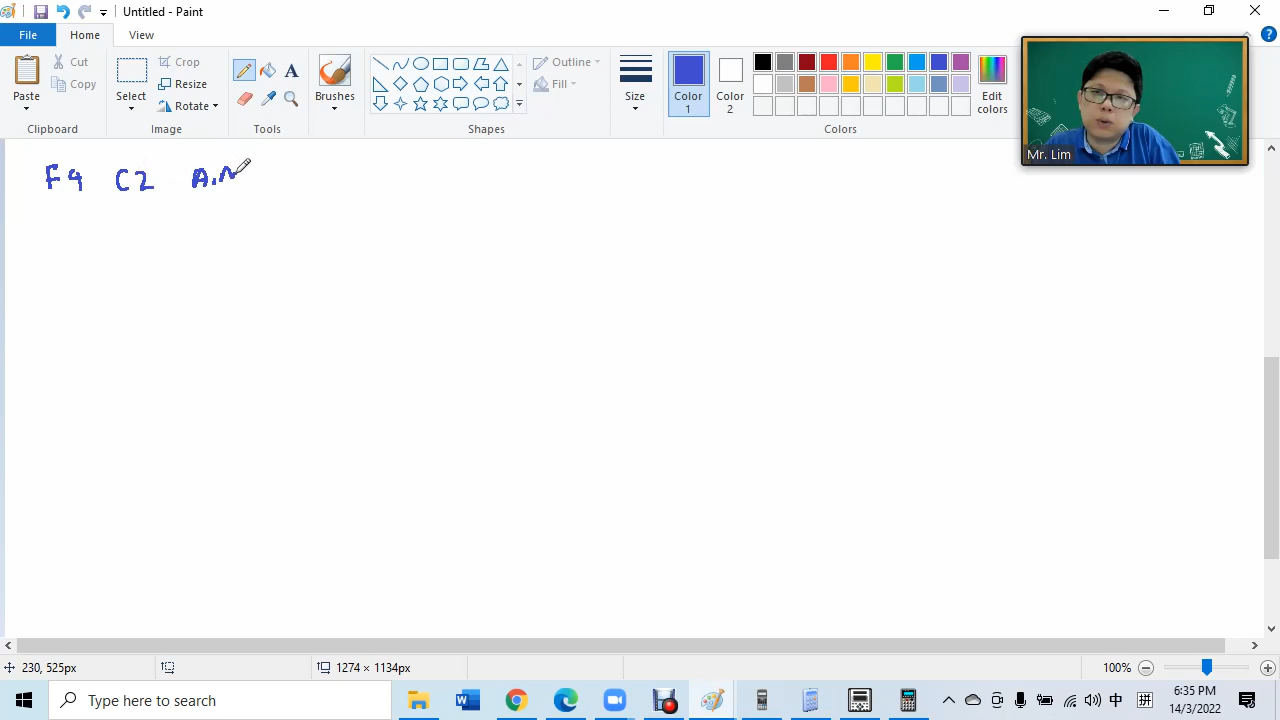 Untitled - Paint
File Home View
Paste Cut Copy Clipboard
Select Crop Resize Rotate Image
Tools
Brushes
Outline Fill Shapes
Size
Color 1 Color 2 Edit colors Colors
Mr. Lim
F4 C2 A.M
230, 525px 1274 × 1134px 100%
Type here to search
中 拼
6:35 PM
14/3/2022